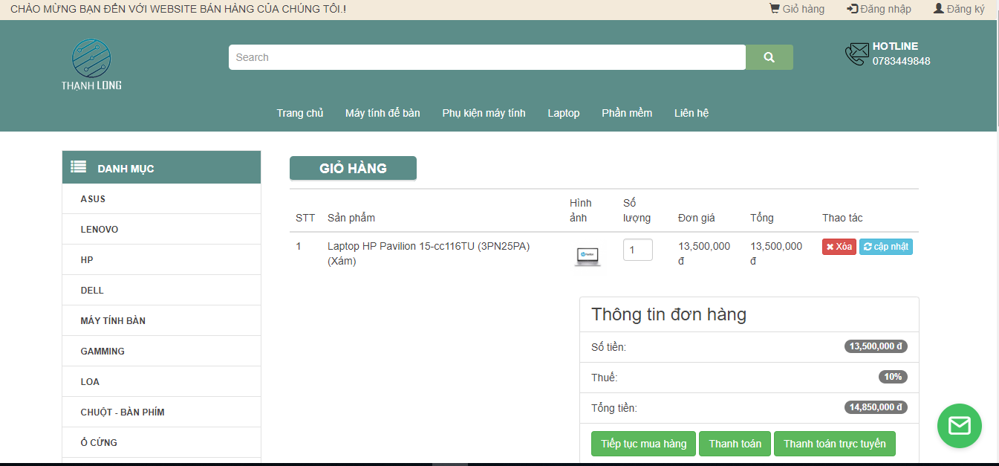 CHÀO MỪNG BẠN ĐẾN VỚI WEBSITE BÁN HÀNG CỦA CHÚNG TÔI.!
Giỏ hàng
Đăng nhập
Đăng ký
THẠNH LONG
Search
HOTLINE
0783449848
Trang chủ
Máy tính để bàn
Phụ kiện máy tính
Laptop
Phần mềm
Liên hệ
DANH MỤC
ASUS
LENOVO
HP
DELL
MÁY TÍNH BÀN
GAMMING
LOA
CHUỘT - BÀN PHÍM
Ổ CỨNG
GIỎ HÀNG
STT Sản phẩm Hình ảnh Số lượng Đơn giá Tổng Thao tác
1 Laptop HP Pavilion 15-cc116TU (3PN25PA) (Xám) 1 13,500,000 đ 13,500,000 đ Xóa cập nhật
Thông tin đơn hàng
Số tiền: 13,500,000 đ
Thuế: 10%
Tổng tiền: 14,850,000 đ
Tiếp tục mua hàng Thanh toán Thanh toán trực tuyến